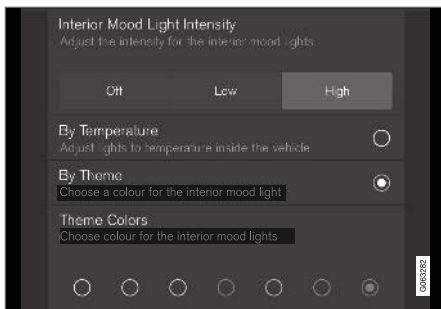 Interior Mood Light Intensity
Adjust the intensity for the interior mood lights
Off Low High
By Temperature
Adjust lights to temperature inside the vehicle
By Theme
Choose a colour for the interior mood light
Theme Colors
Choose colour for the interior mood lights
G063282